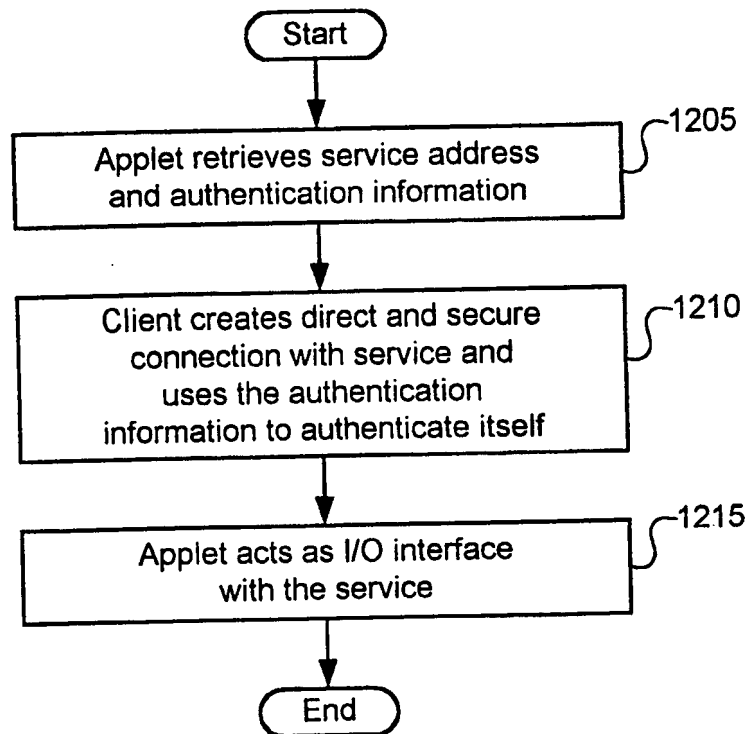 Start
Applet retrieves service address
and authentication information
1205
Client creates direct and secure
connection with service and
uses the authentication
information to authenticate itself
1210
Applet acts as I/O interface
with the service
1215
End